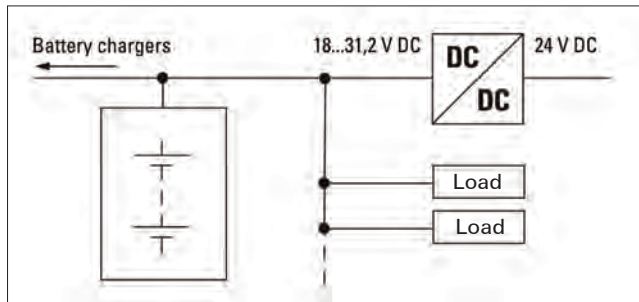 Battery chargers
18...31,2 V DC
DC
DC
24 V DC
Load
Load